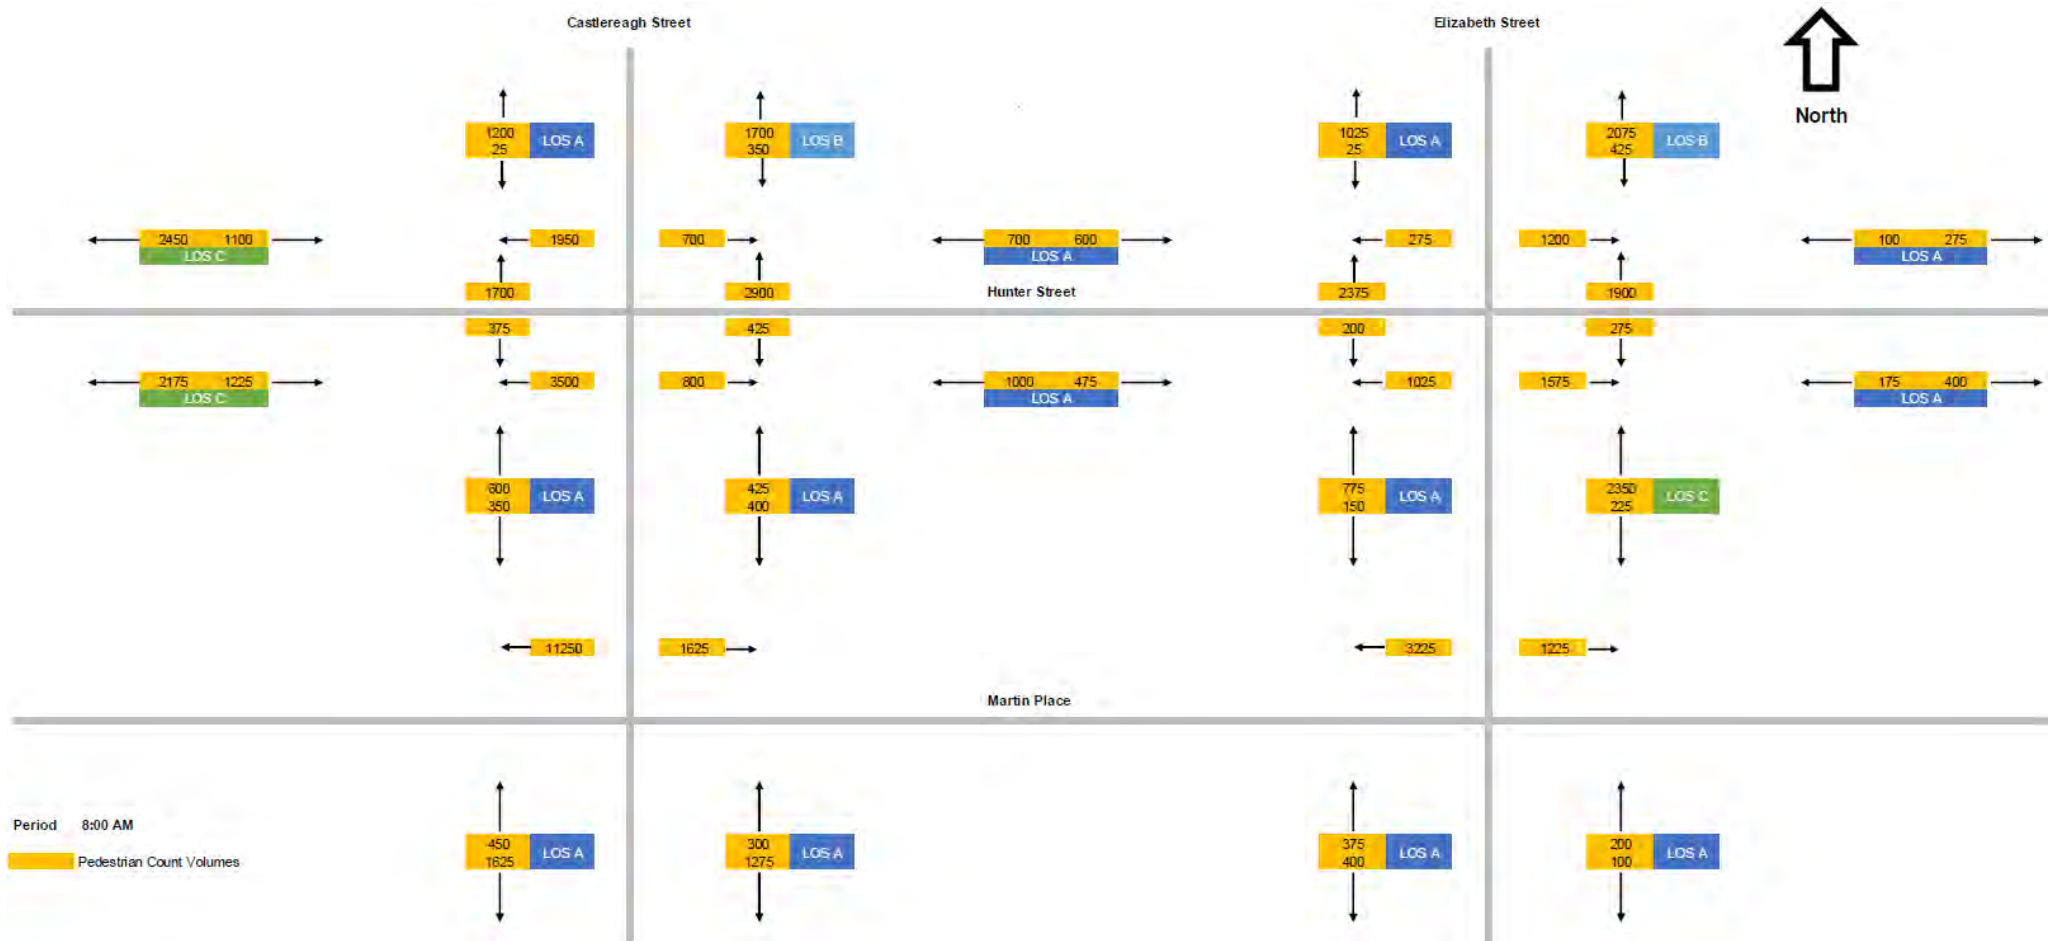 Castlereagh Street
Elizabeth Street
North
1200
25
LOS A
1700
350
LOS B
1025
25
LOS A
2075
425
LOS B
2450 1100
LOS C
1950
700
700 600
LOS A
275
1200
100 275
LOS A
1700
2900
Hunter Street
2375
1900
375
425
200
275
2175 1225
LOS C
3500
800
1000 475
LOS A
1025
1575
175 400
LOS A
600
350
LOS A
425
400
LOS A
775
150
LOS A
2350
225
LOS C
11250
1625
3225
1225
Martin Place
450
1625
LOS A
300
1275
LOS A
375
400
LOS A
200
100
LOS A
Period 8:00 AM
Pedestrian Count Volumes